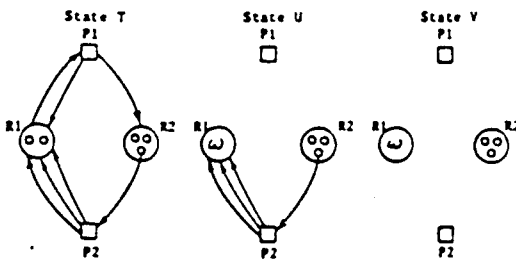 State T
P1
R1
R2
P2
State U
P1
R1
ω
R2
P2
State V
P1
R1
ω
R2
P2